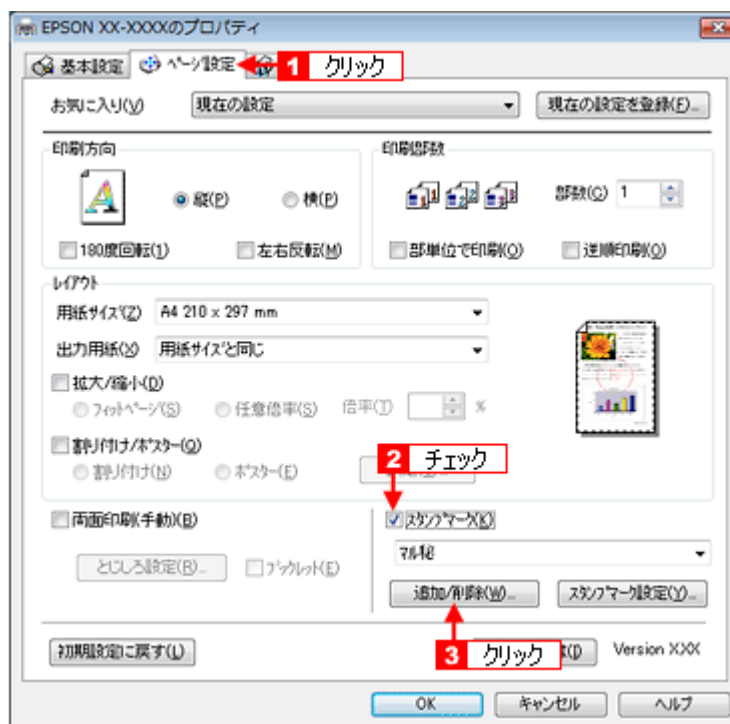 EPSON XX-XXXXのプロパティ
基本設定 ページ設定
1 クリック
お気に入り(V) 現在の設定 現在の設定を登録(F)...
印刷方向 印刷部数
縦(P) 横(P) 部数(C) 1
180度回転(1) 左右反転(M) 部単位で印刷(O) 逆順印刷(O)
レイアウト
用紙サイズ(Z) A4 210 x 297 mm
出力用紙(X) 用紙サイズと同じ
拡大/縮小(D)
フィットページ(S) 任意倍率(S) 倍率(T) %
割り付け/ポスター(Q)
2 チェック
割り付け(N) ポスター(E)
両面印刷(手動)(B) スタンプマーク(K)
マル秘
とじしろ設定(R)... ブックレット(E)
追加/削除(W)... スタンプマーク設定(Y)...
初期設定に戻す(L) 3 クリック Version X.XX
OK キャンセル ヘルプ